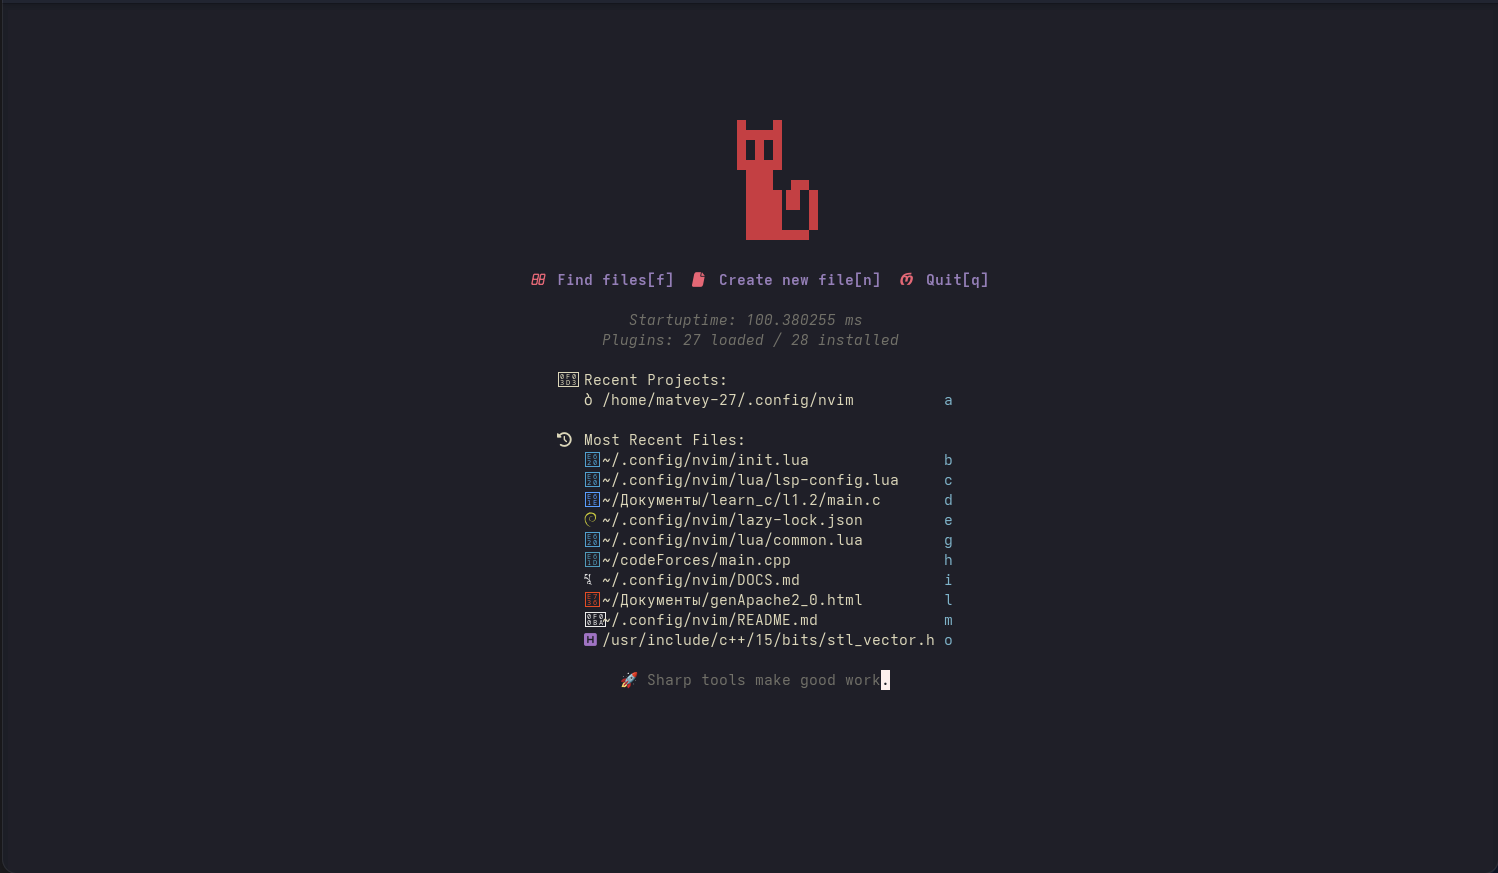 Find files[f] Create new file[n] Quit[q]
Startuptime: 100.380255 ms
Plugins: 27 loaded / 28 installed
Recent Projects:
/home/matvey-27/.config/nvim a
Most Recent Files:
~/.config/nvim/init.lua b
~/.config/nvim/lua/lsp-config.lua c
~/Документы/learn_c/l1.2/main.c d
~/.config/nvim/lazy-lock.json e
~/.config/nvim/lua/common.lua g
~/codeForces/main.cpp h
~/.config/nvim/DOCS.md i
~/Документы/genApache2_0.html l
~/.config/nvim/README.md m
/usr/include/c++/15/bits/stl_vector.h o
🚀 Sharp tools make good work.